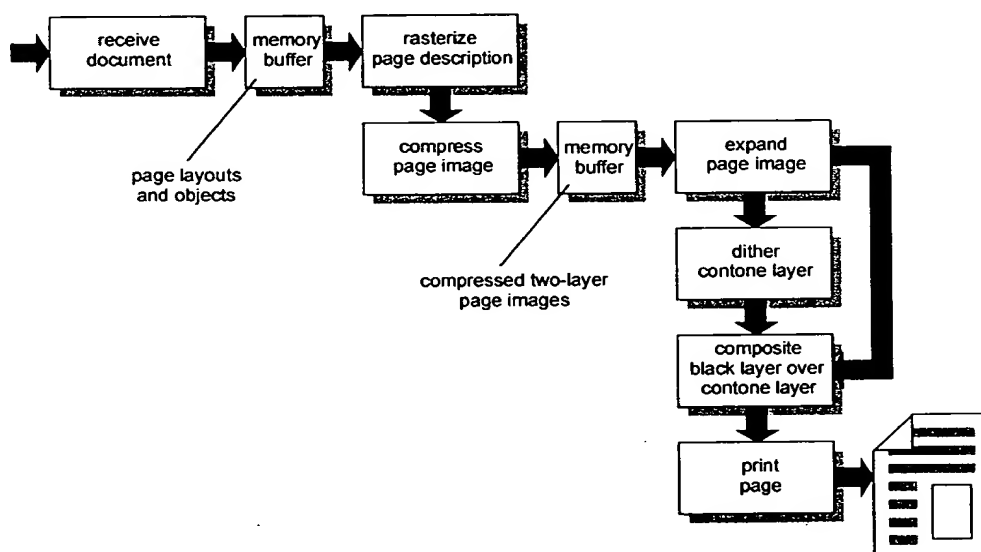 receive
document
memory
buffer
rasterize
page description
page layouts
and objects
compress
page image
memory
buffer
expand
page image
compressed two-layer
page images
dither
contone layer
composite
black layer over
contone layer
print
page